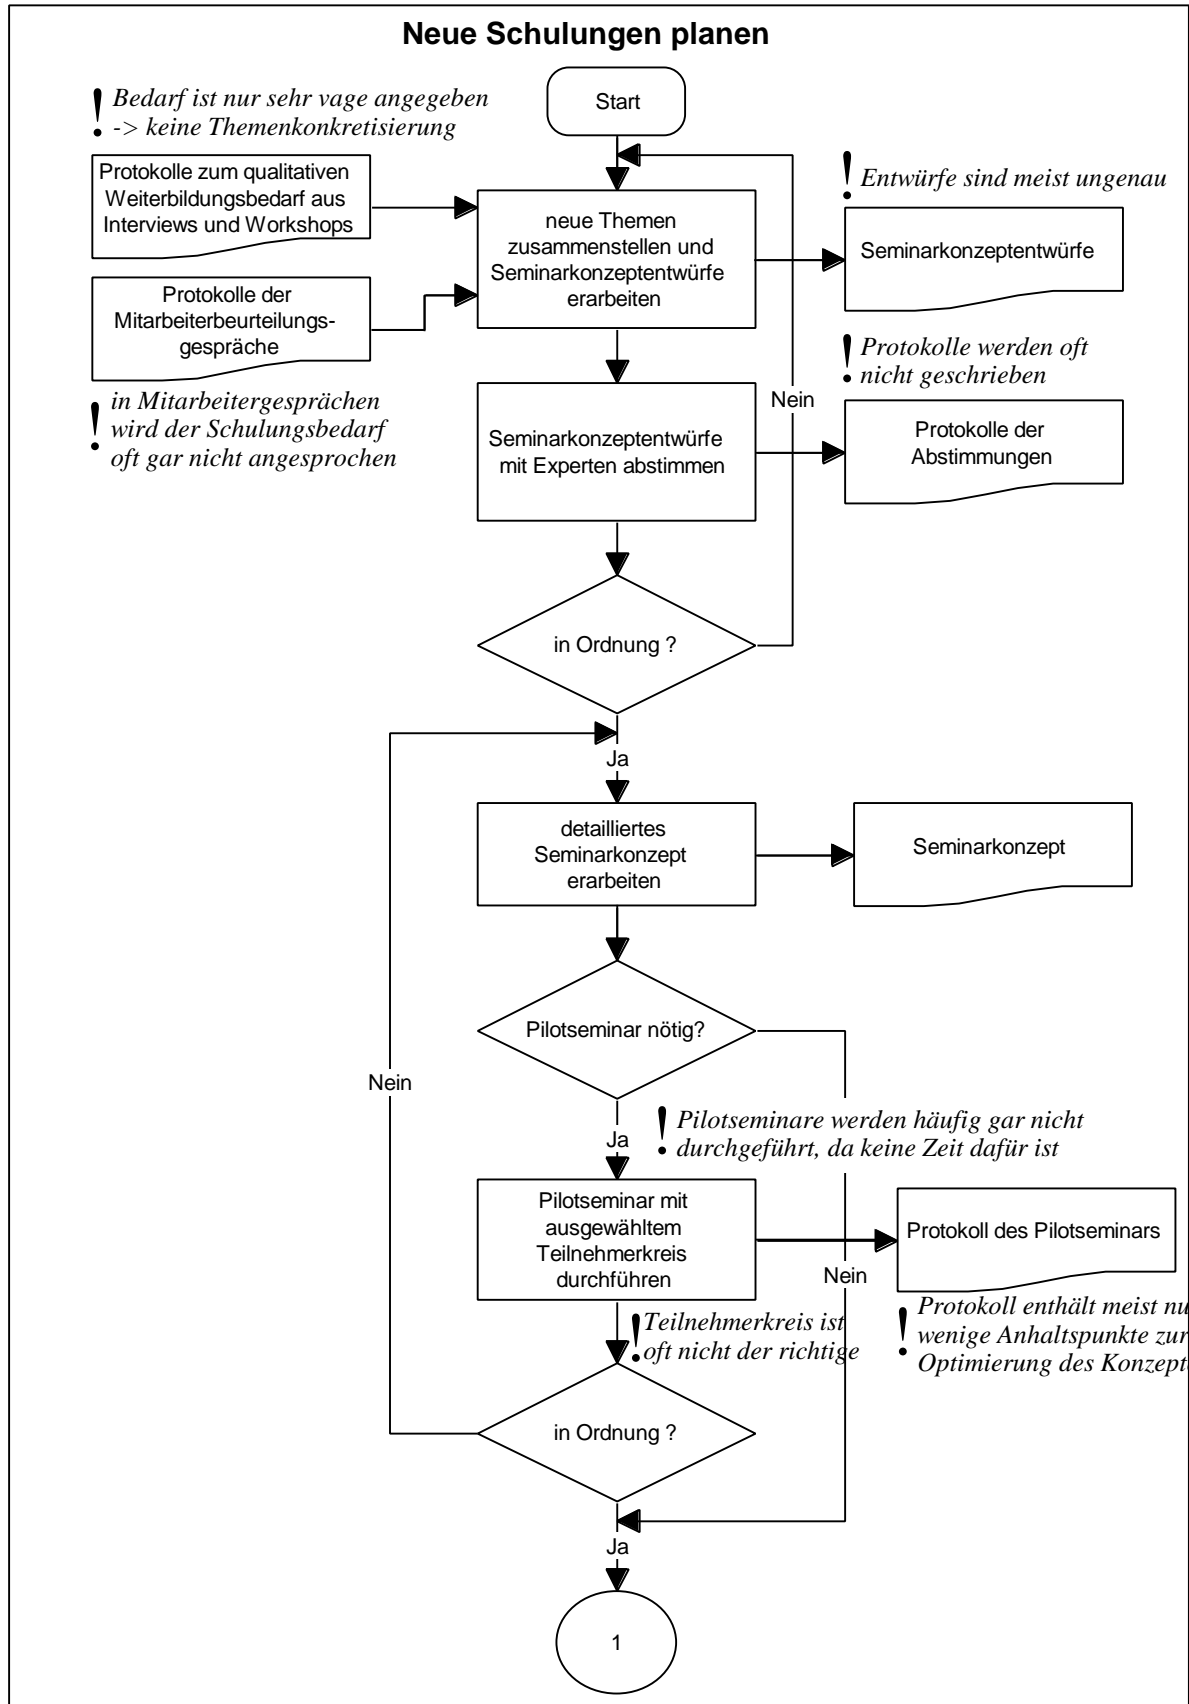 Neue Schulungen planen
Start
! Bedarf ist nur sehr vage angegeben
-> keine Themenkonkretisierung
Protokolle zum qualitativen
Weiterbildungsbedarf aus
Interviews und Workshops
neue Themen
zusammenstellen und
Seminarkonzeptentwürfe
erarbeiten
! Entwürfe sind meist ungenau
Seminarkonzeptentwürfe
Protokolle der
Mitarbeiterbeurteilungs-
gespräche
! in Mitarbeitergesprächen
wird der Schulungsbedarf
oft gar nicht angesprochen
! Protokolle werden oft
nicht geschrieben
Nein
Seminarkonzeptentwürfe
mit Experten abstimmen
Protokolle der
Abstimmungen
in Ordnung ?
Ja
detailliertes
Seminarkonzept
erarbeiten
Seminarkonzept
Pilotseminar nötig?
Nein
Ja
! Pilotseminare werden häufig gar nicht
durchgeführt, da keine Zeit dafür ist
Pilotseminar mit
ausgewähltem
Teilnehmerkreis
durchführen
Protokoll des Pilotseminars
Nein
! Teilnehmerkreis ist
oft nicht der richtige
! Protokoll enthält meist nu
wenige Anhaltspunkte zur
Optimierung des Konzept
in Ordnung ?
Ja
1